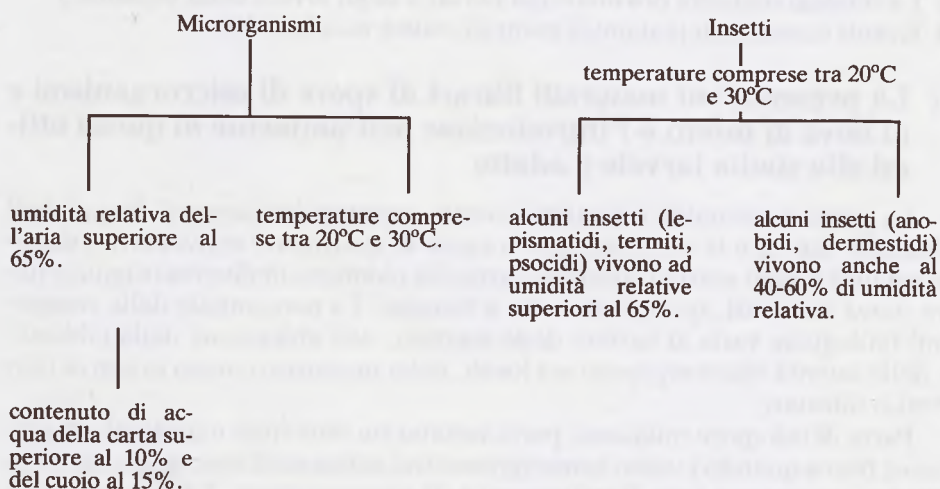 Microrganismi
umidità relativa del-
l'aria superiore al
65%.
temperature compre-
se tra 20°C e 30°C.
contenuto di ac-
qua della carta su-
periore al 10% e
del cuoio al 15%.
Insetti
temperature comprese tra 20°C
e 30°C
alcuni insetti (le-
pismatidi, termiti,
psocidi) vivono ad
umidità relative
superiori al 65%.
alcuni insetti (ano-
bidi, dermestidi)
vivono anche al
40-60% di umidità
relativa.